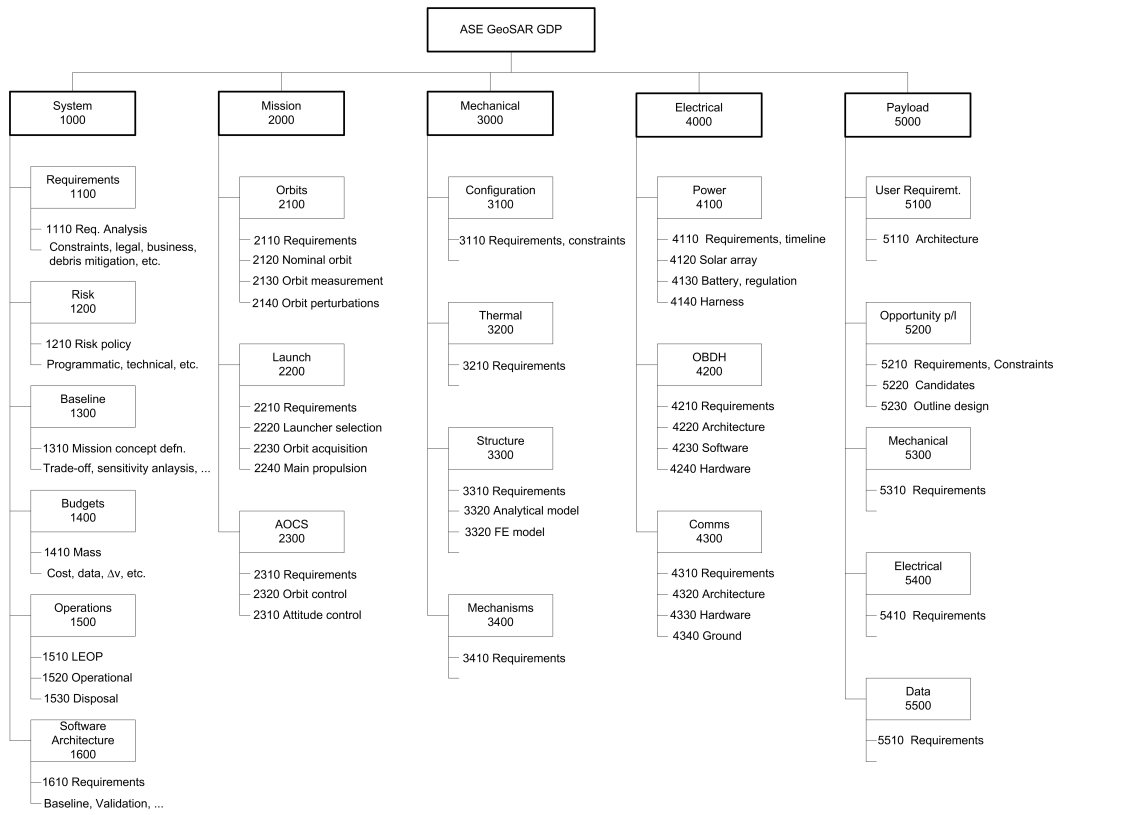 ASE GeoSAR GDP
System
1000
Requirements
1100
1110 Req. Analysis
Constraints, legal, business,
debris mitigation, etc.
Risk
1200
1210 Risk policy
Programmatic, technical, etc.
Baseline
1300
1310 Mission concept defn.
Trade-off, sensitivity anlaysis, ...
Budgets
1400
1410 Mass
Cost, data, Δv, etc.
Operations
1500
1510 LEOP
1520 Operational
1530 Disposal
Software
Architecture
1600
1610 Requirements
Baseline, Validation, ...
Mission
2000
Orbits
2100
2110 Requirements
2120 Nominal orbit
2130 Orbit measurement
2140 Orbit perturbations
Launch
2200
2210 Requirements
2220 Launcher selection
2230 Orbit acquisition
2240 Main propulsion
AOCS
2300
2310 Requirements
2320 Orbit control
2310 Attitude control
Mechanical
3000
Configuration
3100
3110 Requirements, constraints
Thermal
3200
3210 Requirements
Structure
3300
3310 Requirements
3320 Analytical model
3320 FE model
Mechanisms
3400
3410 Requirements
Electrical
4000
Power
4100
4110 Requirements, timeline
4120 Solar array
4130 Battery, regulation
4140 Harness
OBDH
4200
4210 Requirements
4220 Architecture
4230 Software
4240 Hardware
Comms
4300
4310 Requirements
4320 Architecture
4330 Hardware
4340 Ground
Payload
5000
User Requiremt.
5100
5110 Architecture
Opportunity p/l
5200
5210 Requirements, Constraints
5220 Candidates
5230 Outline design
Mechanical
5300
5310 Requirements
Electrical
5400
5410 Requirements
Data
5500
5510 Requirements